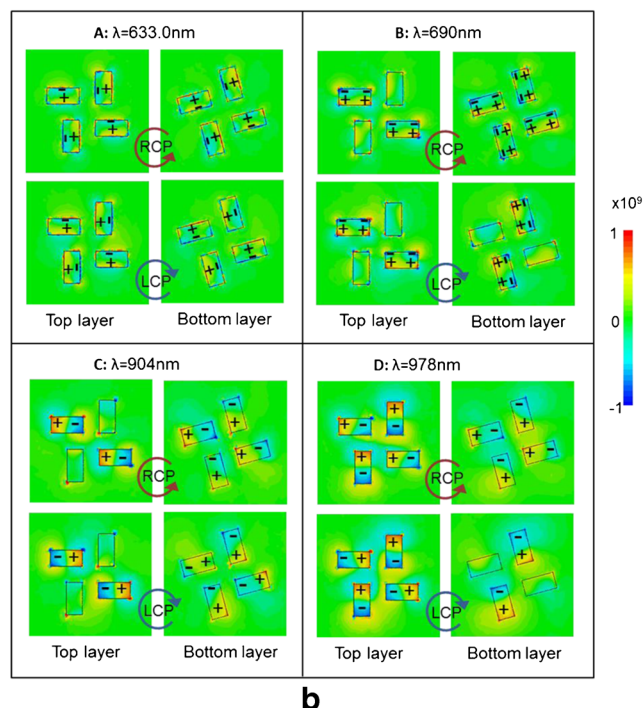 A: λ=633.0nm
B: λ=690nm
RCP
RCP
LCP
LCP
Top layer
Bottom layer
Top layer
Bottom layer
x10⁹
1
0
-1
C: λ=904nm
D: λ=978nm
RCP
RCP
LCP
LCP
Top layer
Bottom layer
Top layer
Bottom layer
b